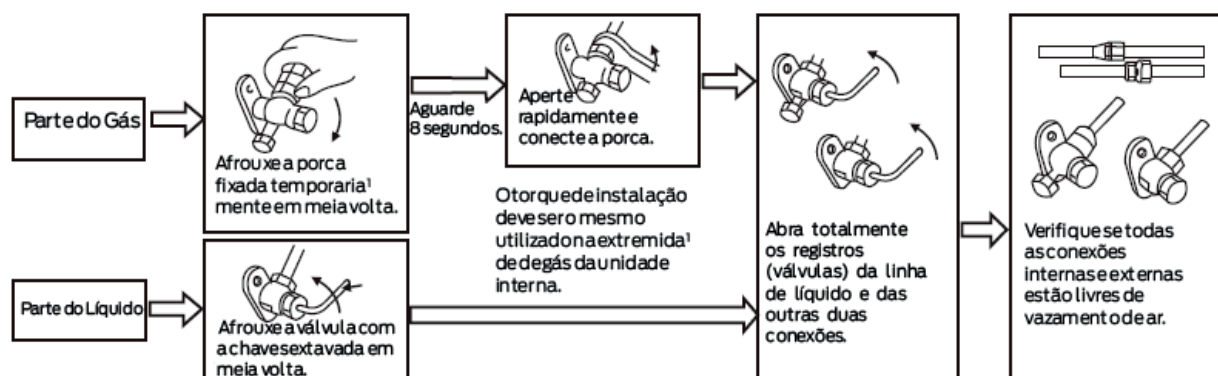 Parte do Gás
Afrouxe a porca
fixada temporaria¹
mente em meia volta.
Aguarde
8 segundos.
Aperte
rapidamente e
conecte a porca.
O torque de instalação
deve ser o mesmo
utilizado na extremida¹
de de gás da unidade
interna.
Parte do Líquido
Afrouxe a válvula com
a chave sextavada em
meia volta.
Abra totalmente
os registros
(válvulas) da linha
de líquido e das
outras duas
conexões.
Verifique se todas
as conexões
internas e externas
estão livres de
vazamento de ar.